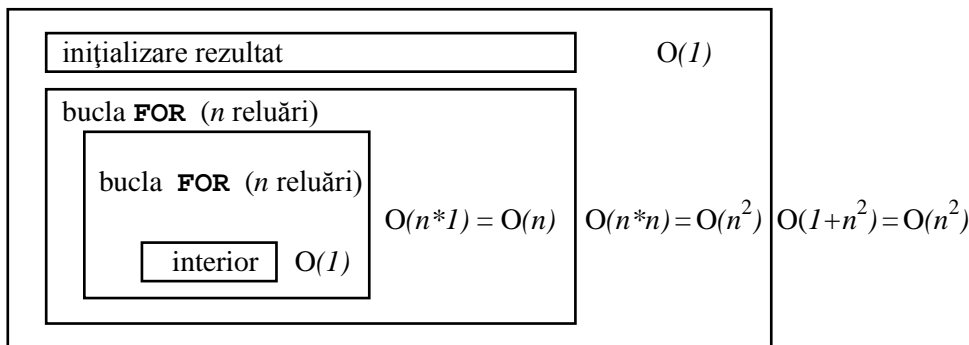 iniţializare rezultat O(1)
bucla FOR (n reluări)
bucla FOR (n reluări)
O(n*1) = O(n) O(n*n) = O(n²) O(1+n²) = O(n²)
interior O(1)